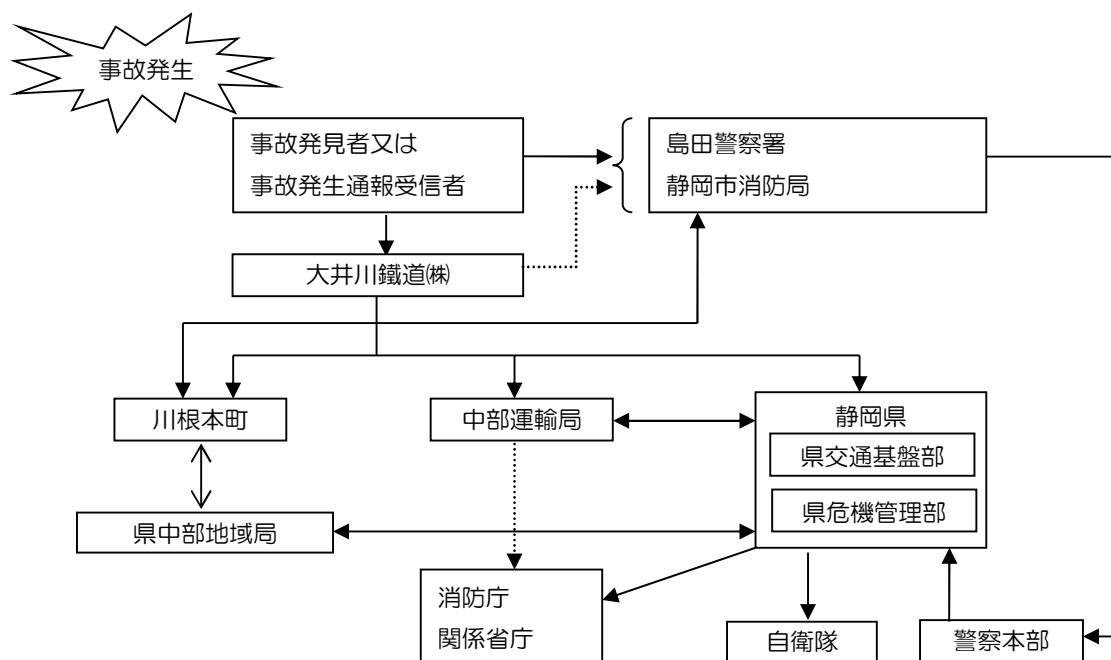 事故発生
事故発見者又は
事故発生通報受信者
島田警察署
静岡市消防局
大井川鐵道㈱
川根本町
中部運輸局
静岡県
県交通基盤部
県危機管理部
県中部地域局
消防庁
関係省庁
自衛隊
警察本部